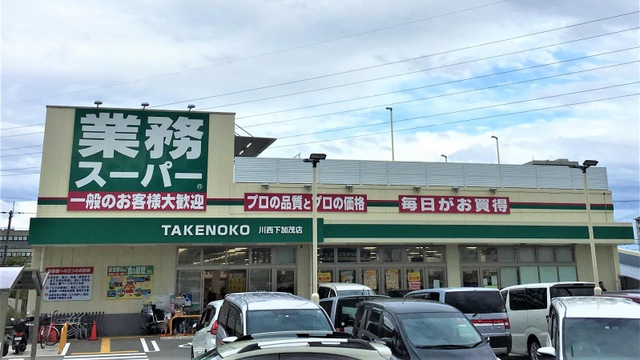 業務
スーパー®
一般のお客様大歓迎
プロの品質とプロの価格
毎日がお買得
TAKENOKO 川西下加茂店